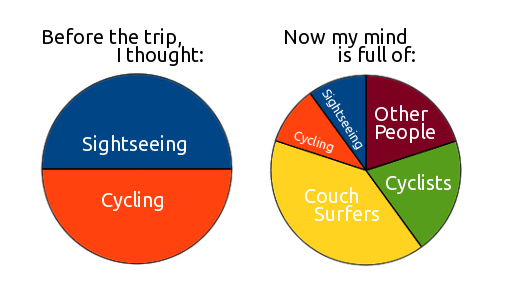 Before the trip,
I thought:
Sightseeing
Cycling
Now my mind
is full of:
Sightseeing
Other
People
Cycling
Cyclists
Couch
Surfers